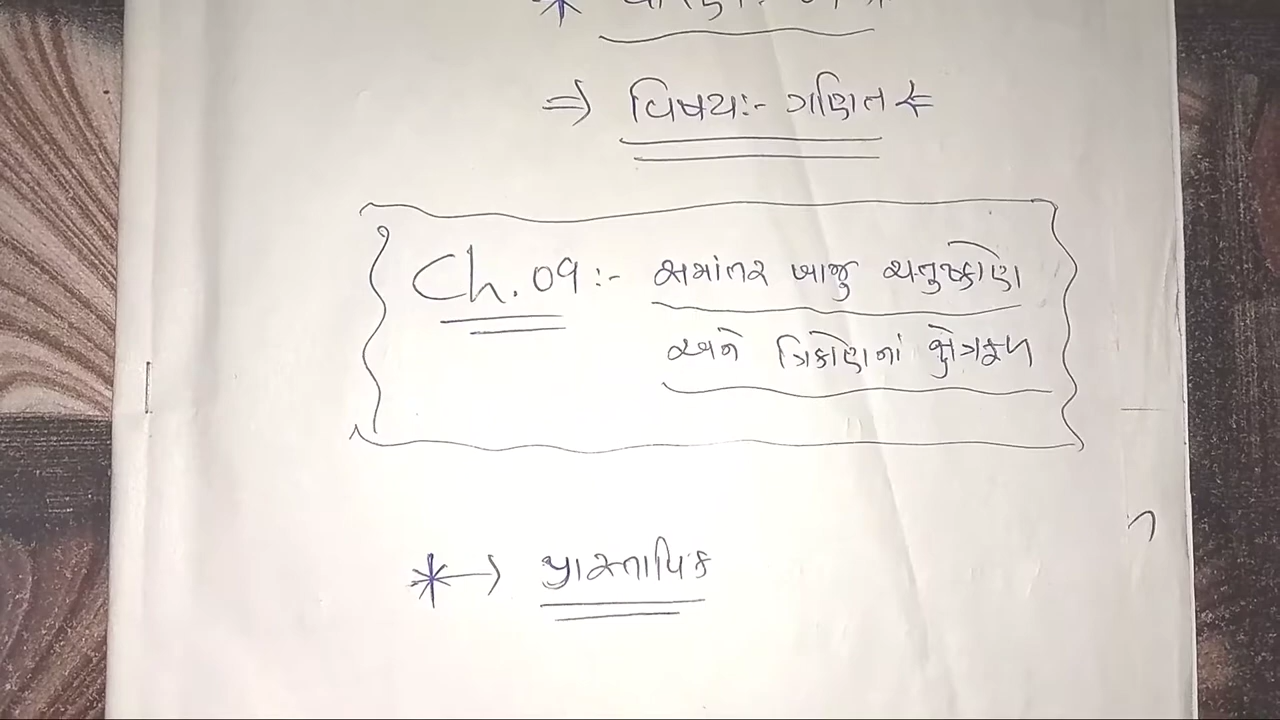 ⇒ વિષય:- ગણિત ⇐
Ch. 09 :- સમાંતર બાજુ ચતુષ્કોણ
અને ત્રિકોણનાં ક્ષેત્રફળ
* → પ્રાસ્તાવિક